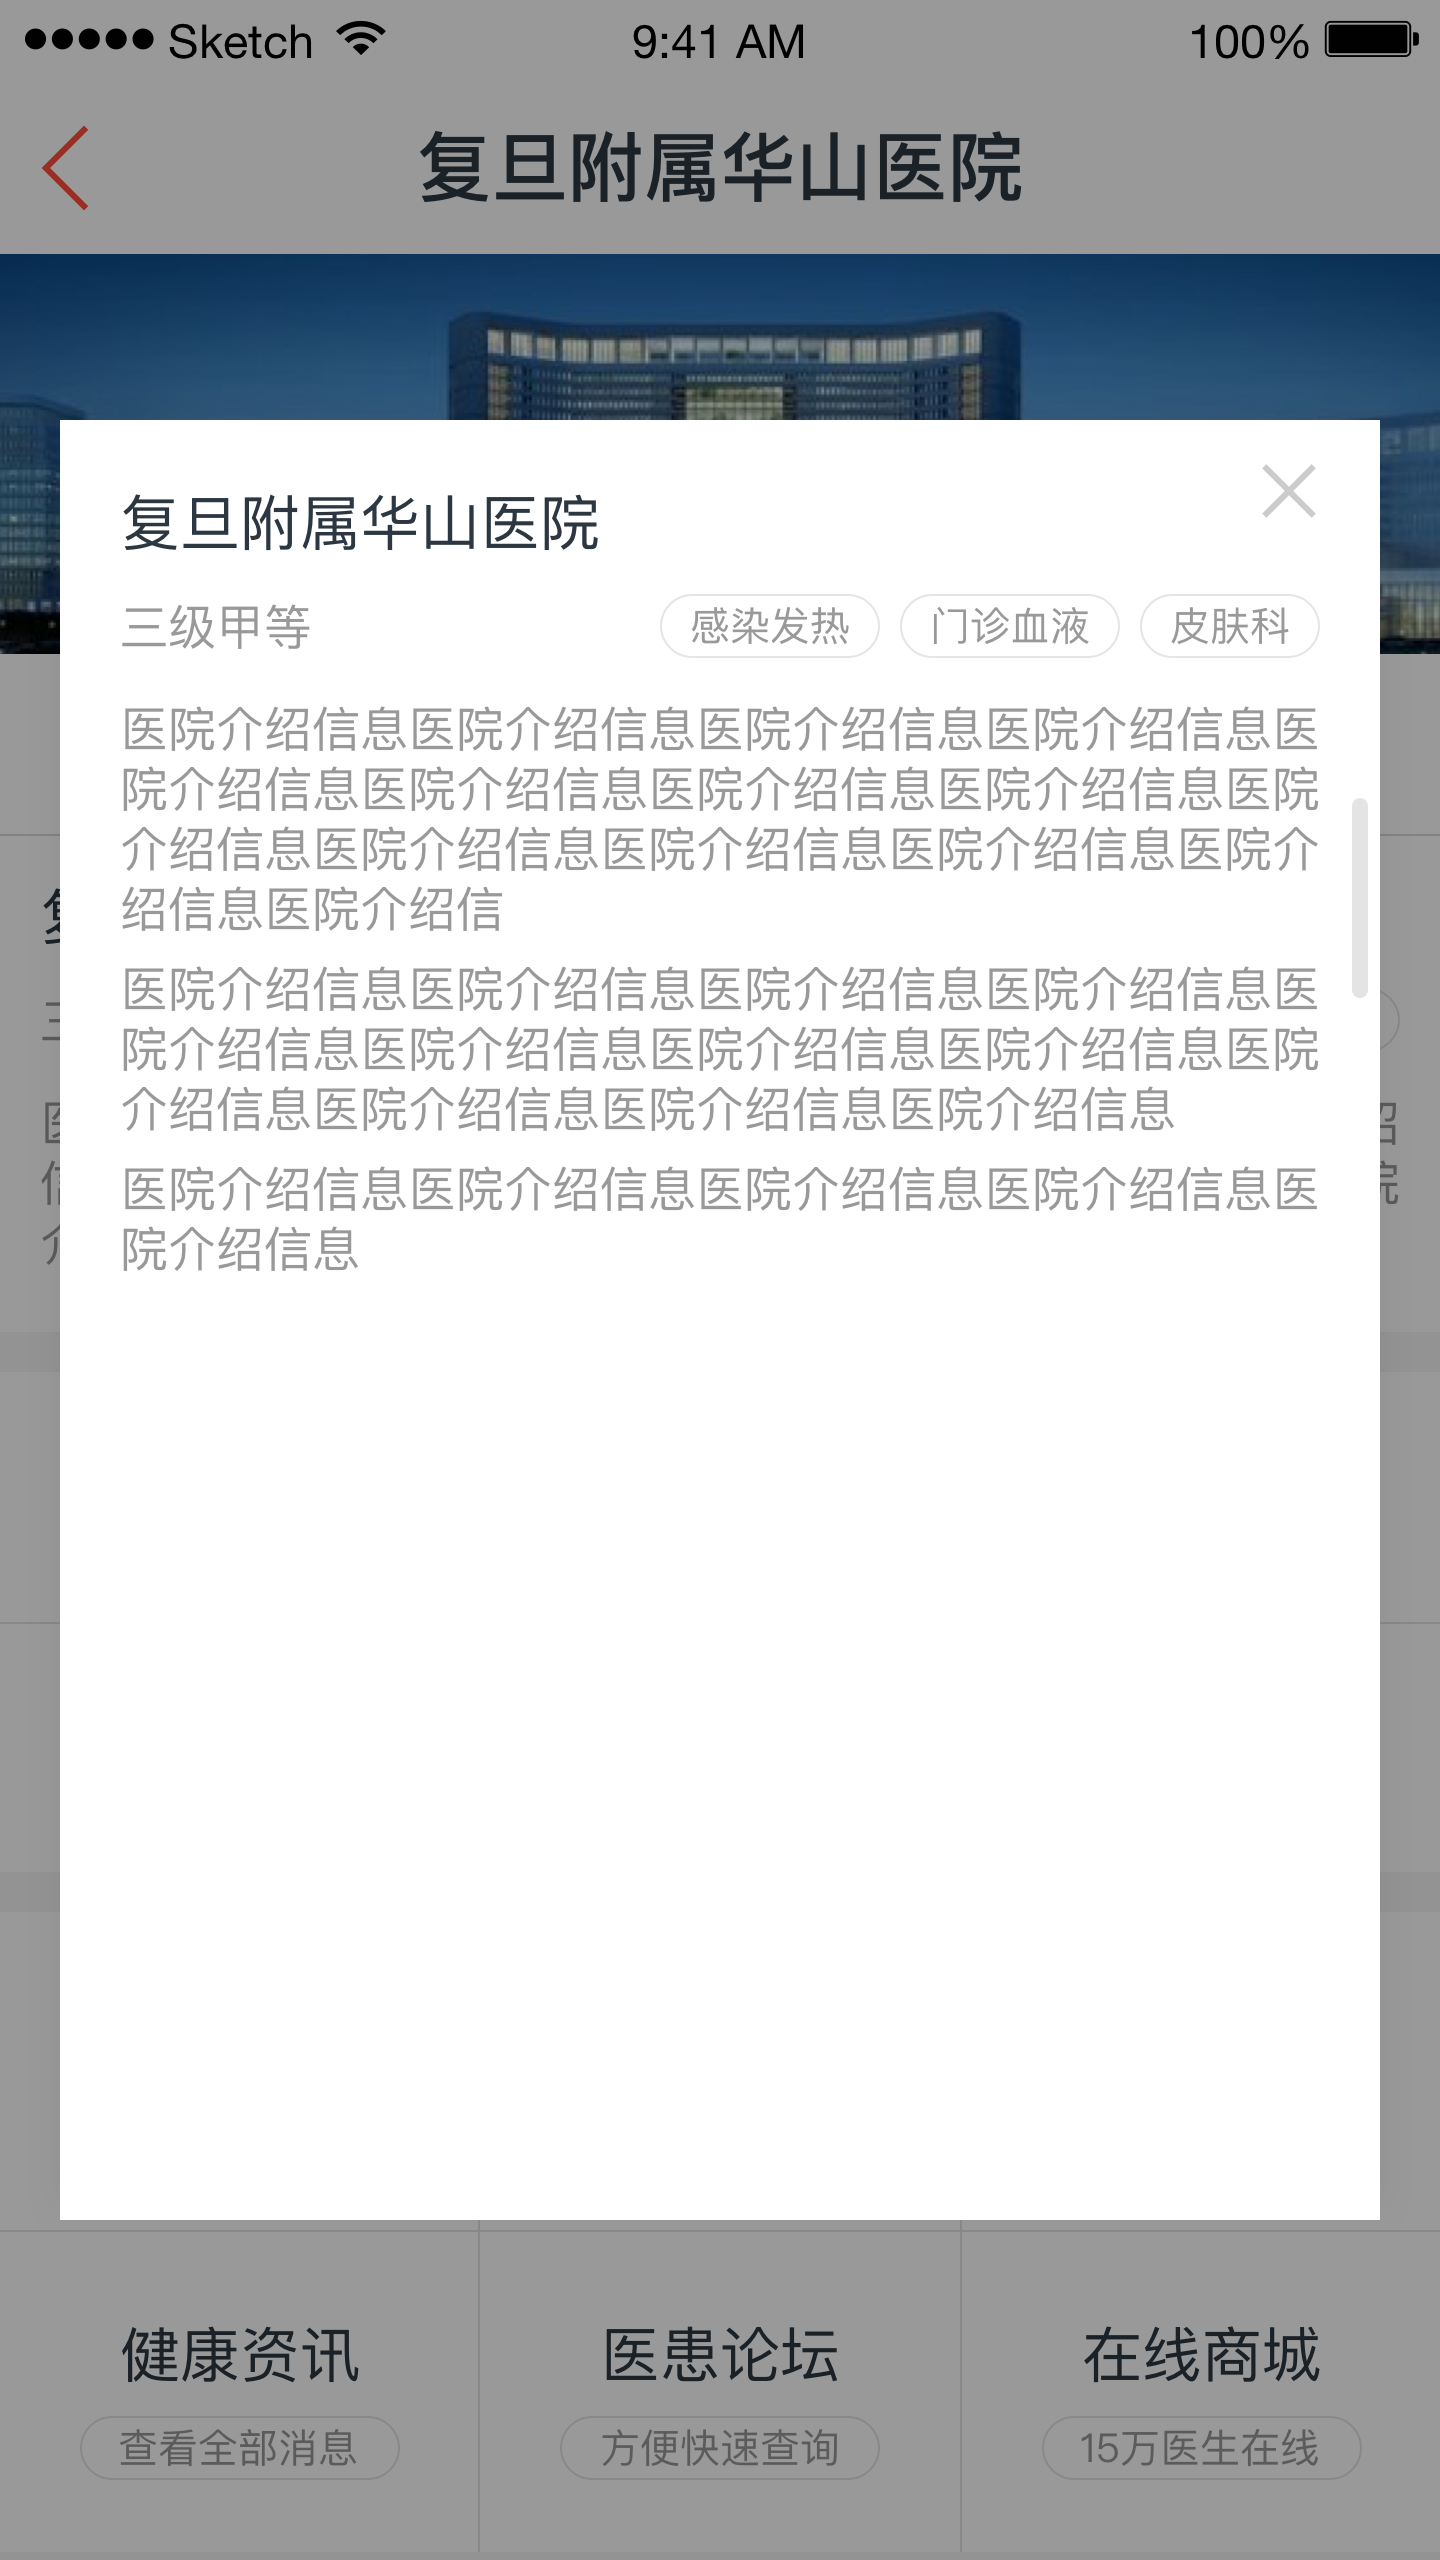 Sketch 9:41 AM 100%
复旦附属华山医院
复旦附属华山医院
三级甲等 感染发热 门诊血液 皮肤科
医院介绍信息医院介绍信息医院介绍信息医院介绍信息医
院介绍信息医院介绍信息医院介绍信息医院介绍信息医院
介绍信息医院介绍信息医院介绍信息医院介绍信息医院介
绍信息医院介绍信
医院介绍信息医院介绍信息医院介绍信息医院介绍信息医
院介绍信息医院介绍信息医院介绍信息医院介绍信息医院
介绍信息医院介绍信息医院介绍信息医院介绍信息
医院介绍信息医院介绍信息医院介绍信息医院介绍信息医
院介绍信息
健康资讯 医患论坛 在线商城
查看全部消息 方便快速查询 15万医生在线